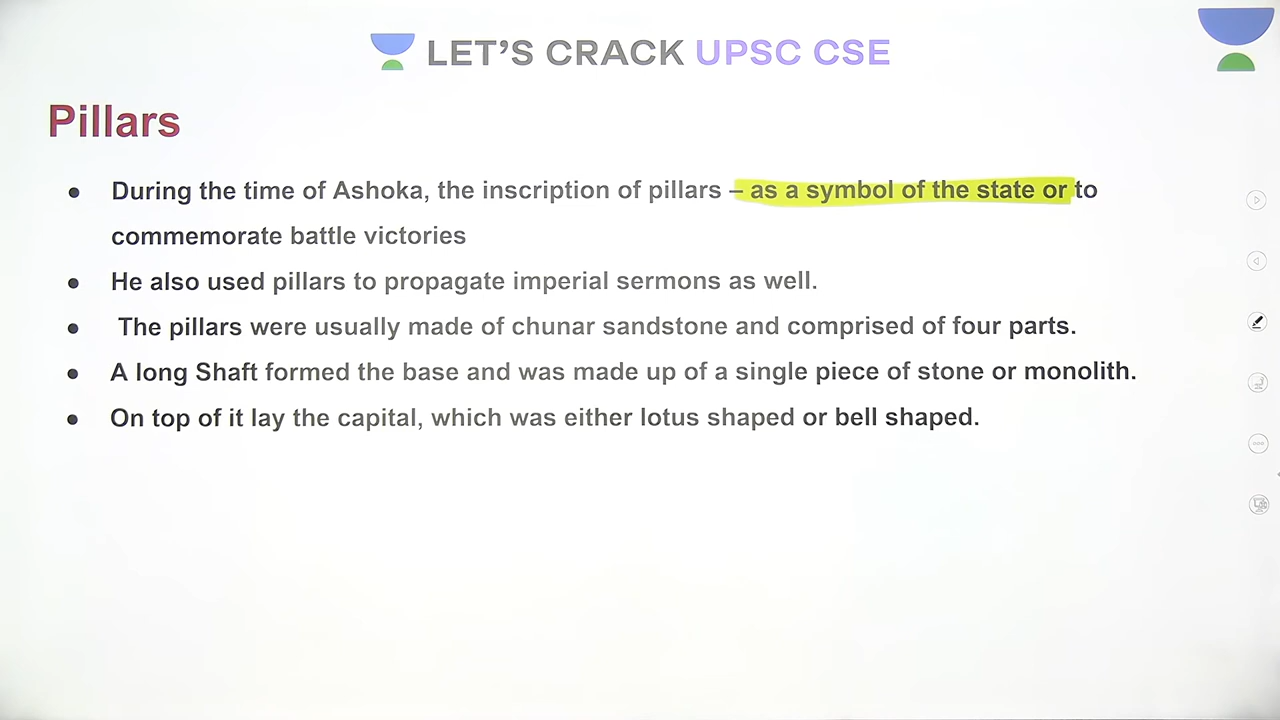 LET'S CRACK UPSC CSE
Pillars
● During the time of Ashoka, the inscription of pillars – as a symbol of the state or to
commemorate battle victories
● He also used pillars to propagate imperial sermons as well.
● The pillars were usually made of chunar sandstone and comprised of four parts.
● A long Shaft formed the base and was made up of a single piece of stone or monolith.
● On top of it lay the capital, which was either lotus shaped or bell shaped.